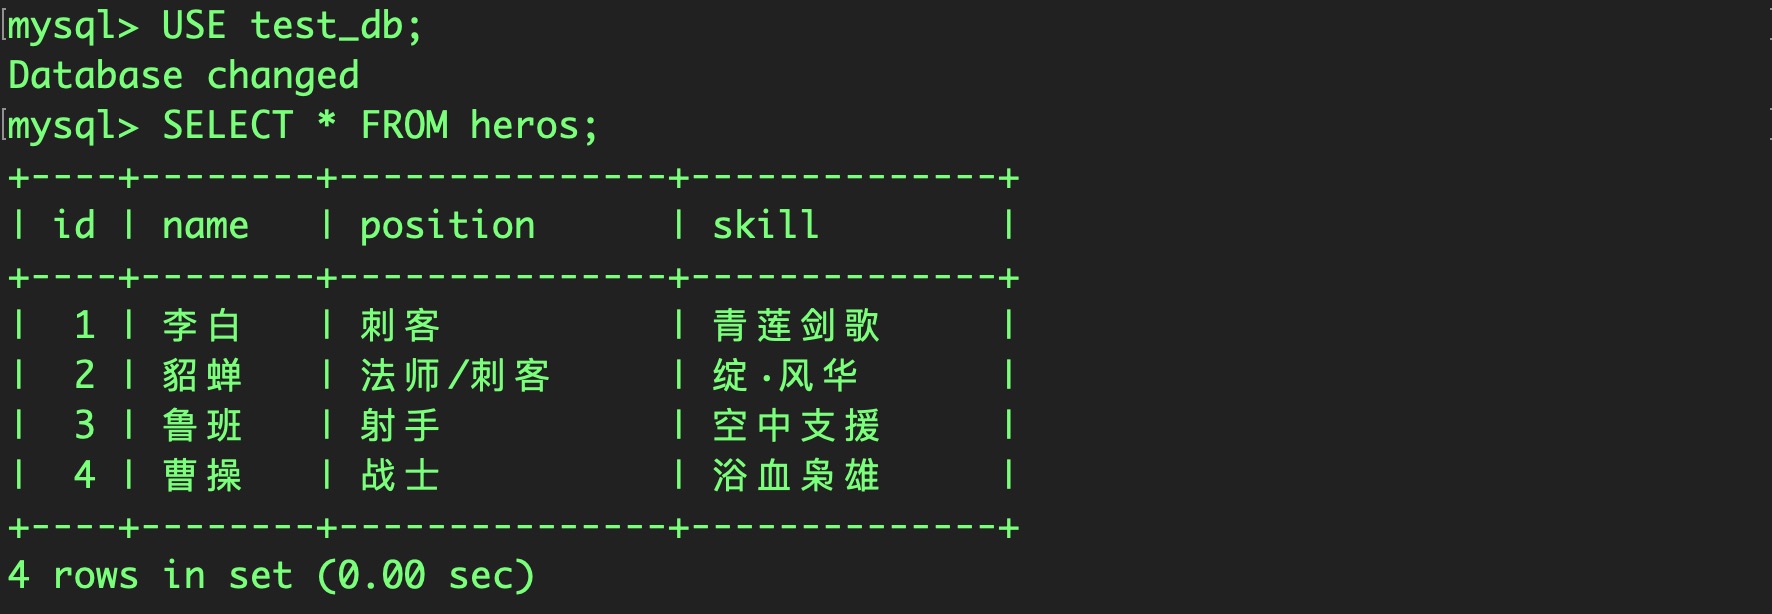 mysql> USE test_db;
Database changed
mysql> SELECT * FROM heros;
+----+--------+---------------+--------------+
| id | name   | position      | skill        |
+----+--------+---------------+--------------+
|  1 | 李白   | 刺客          | 青莲剑歌     |
|  2 | 貂蝉   | 法师/刺客     | 绽·风华      |
|  3 | 鲁班   | 射手          | 空中支援     |
|  4 | 曹操   | 战士          | 浴血枭雄     |
+----+--------+---------------+--------------+
4 rows in set (0.00 sec)